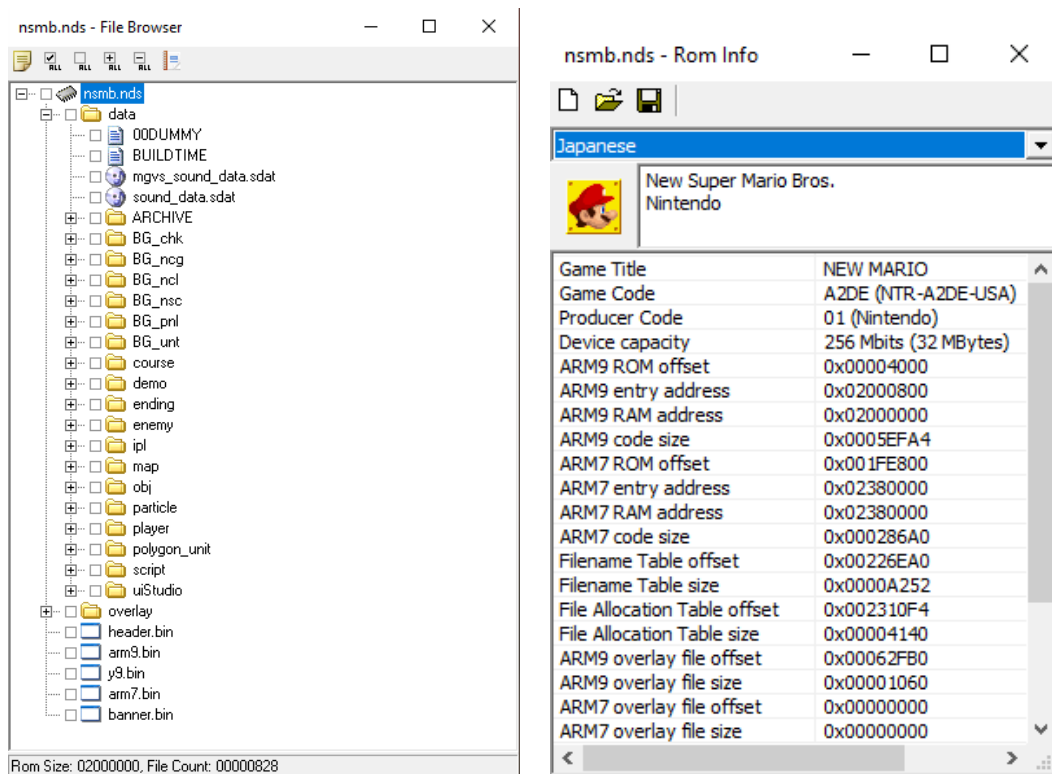 nsmb.nds - File Browser
ALL ALL ALL ALL
nsmb.nds
data
00DUMMY
BUILDTIME
mgvs_sound_data.sdat
sound_data.sdat
ARCHIVE
BG_chk
BG_ncg
BG_ncl
BG_nsc
BG_pnl
BG_unt
course
demo
ending
enemy
ipl
map
obj
particle
player
polygon_unit
script
uiStudio
overlay
header.bin
arm9.bin
y9.bin
arm7.bin
banner.bin
Rom Size: 02000000, File Count: 00000828
nsmb.nds - Rom Info
Japanese
New Super Mario Bros.
Nintendo
Game Title NEW MARIO
Game Code A2DE (NTR-A2DE-USA)
Producer Code 01 (Nintendo)
Device capacity 256 Mbits (32 MBytes)
ARM9 ROM offset 0x00004000
ARM9 entry address 0x02000800
ARM9 RAM address 0x02000000
ARM9 code size 0x0005EFA4
ARM7 ROM offset 0x001FE800
ARM7 entry address 0x02380000
ARM7 RAM address 0x02380000
ARM7 code size 0x000286A0
Filename Table offset 0x00226EA0
Filename Table size 0x0000A252
File Allocation Table offset 0x002310F4
File Allocation Table size 0x00004140
ARM9 overlay file offset 0x00062FB0
ARM9 overlay file size 0x00001060
ARM7 overlay file offset 0x00000000
ARM7 overlay file size 0x00000000